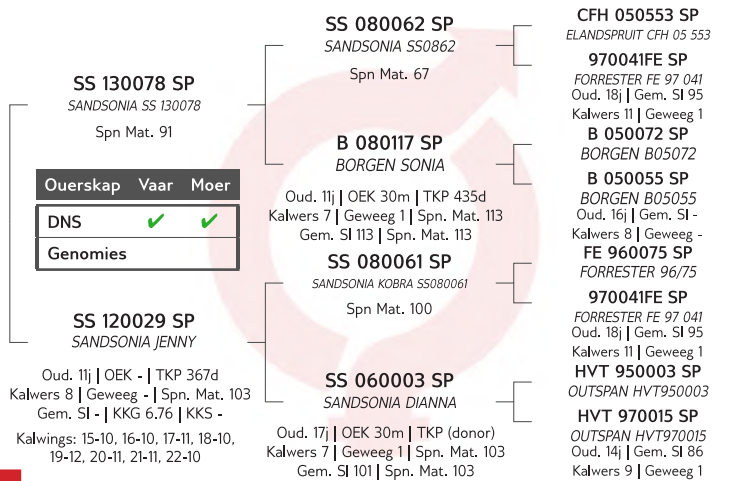 SS 130078 SP
SANDSONIA SS 130078
Spn Mat. 91
Ouerskap Vaar Moer
DNS ✔ ✔
Genomies
SS 120029 SP
SANDSONIA JENNY
Oud. 11j | OEK - | TKP 367d
Kalwers 8 | Geweeg - | Spn. Mat. 103
Gem. SI - | KKG 6.76 | KKS -
Kalwings: 15-10, 16-10, 17-11, 18-10,
19-12, 20-11, 21-11, 22-10
SS 080062 SP
SANDSONIA SS0862
Spn Mat. 67
B 080117 SP
BORGEN SONIA
Oud. 11j | OEK 30m | TKP 435d
Kalwers 7 | Geweeg 1 | Spn. Mat. 113
Gem. SI 113 | Spn. Mat. 113
SS 080061 SP
SANDSONIA KOBRA SS080061
Spn Mat. 100
SS 060003 SP
SANDSONIA DIANNA
Oud. 17j | OEK 30m | TKP (donor)
Kalwers 7 | Geweeg 1 | Spn. Mat. 103
Gem. SI 101 | Spn. Mat. 103
CFH 050553 SP
ELANDSPRUIT CFH 05 553
970041FE SP
FORRESTER FE 97 041
Oud. 18j | Gem. SI 95
Kalwers 11 | Geweeg 1
B 050072 SP
BORGEN B05072
B 050055 SP
BORGEN B05055
Oud. 16j | Gem. SI -
Kalwers 8 | Geweeg -
FE 960075 SP
FORRESTER 96/75
970041FE SP
FORRESTER FE 97 041
Oud. 18j | Gem. SI 95
Kalwers 11 | Geweeg 1
HVT 950003 SP
OUTSPAN HVT950003
HVT 970015 SP
OUTSPAN HVT970015
Oud. 14j | Gem. SI 86
Kalwers 9 | Geweeg 1